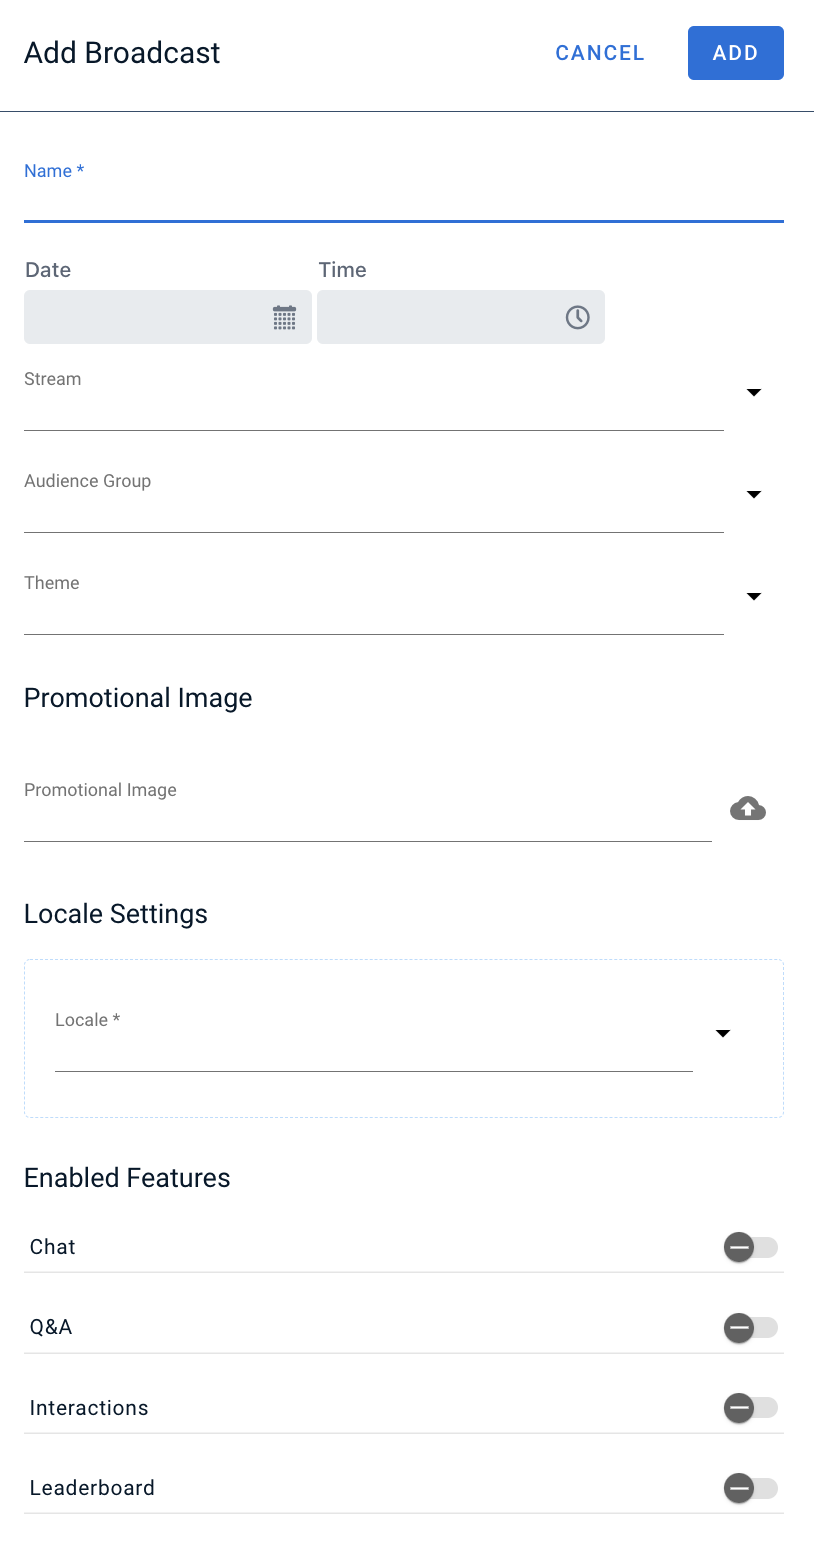 Add Broadcast CANCEL ADD
Name *
Date Time
Stream
Audience Group
Theme
Promotional Image
Promotional Image
Locale Settings
Locale *
Enabled Features
Chat
Q&A
Interactions
Leaderboard